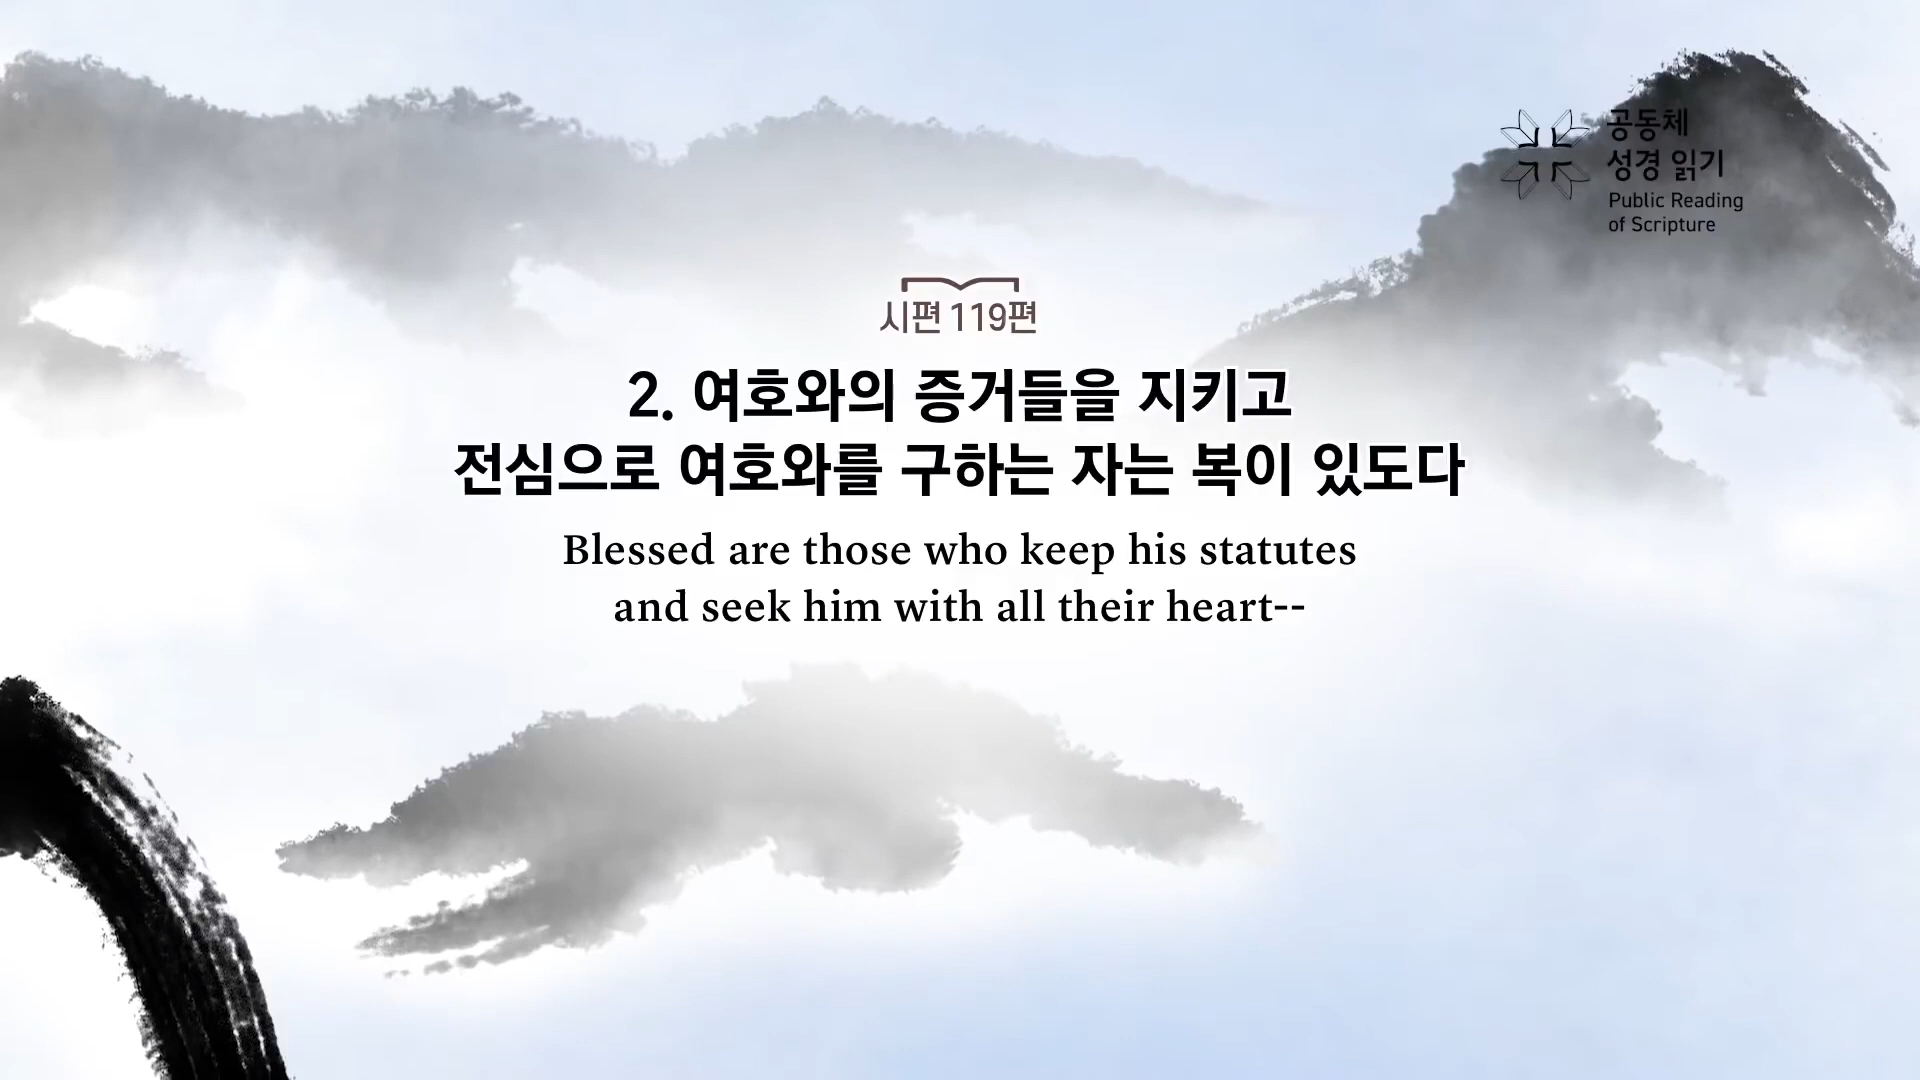 공동체
성경 읽기
Public Reading
of Scripture
시편 119편
2. 여호와의 증거들을 지키고
전심으로 여호와를 구하는 자는 복이 있도다
Blessed are those who keep his statutes
and seek him with all their heart--